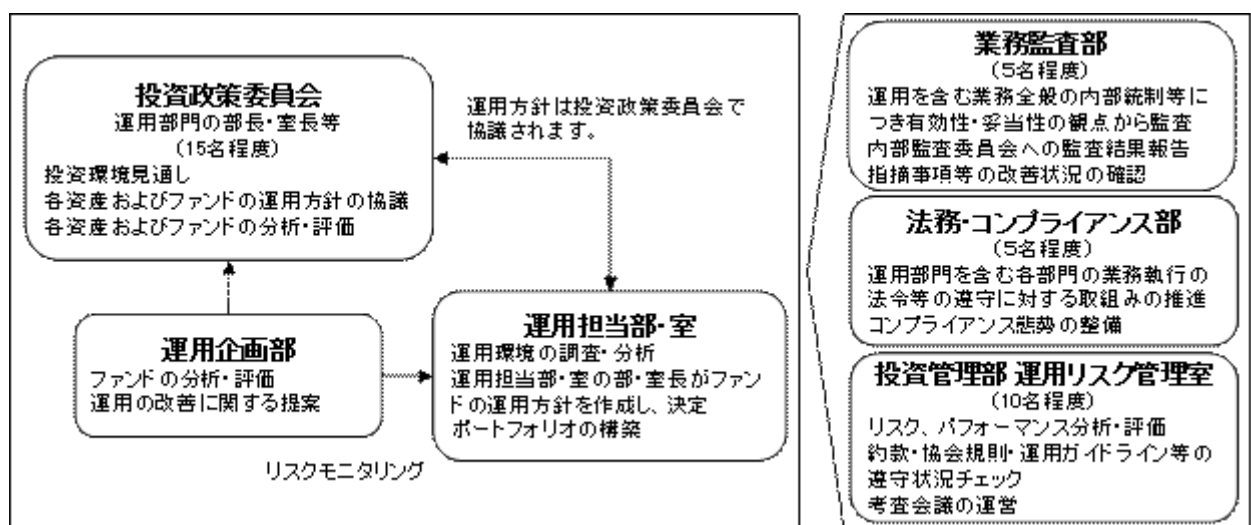 投資政策委員会
運用部門の部長・室長等
(15名程度)
投資環境見通し
各資産およびファンドの運用方針の協議
各資産およびファンドの分析・評価
運用方針は投資政策委員会で
協議されます。
運用企画部
ファンドの分析・評価
運用の改善に関する提案
運用担当部・室
運用環境の調査・分析
運用担当部・室の部・室長がファン
ドの運用方針を作成し、決定
ポートフォリオの構築
リスクモニタリング
業務監査部
(5名程度)
運用を含む業務全般の内部統制等に
つき有効性・妥当性の観点から監査
内部監査委員会への監査結果報告
指摘事項等の改善状況の確認
法務・コンプライアンス部
(5名程度)
運用部門を含む各部門の業務執行の
法令等の遵守に対する取組みの推進
コンプライアンス態勢の整備
投資管理部 運用リスク管理室
(10名程度)
リスク、パフォーマンス分析・評価
約款・協会規則・運用ガイドライン等の
遵守状況チェック
考査会議の運営